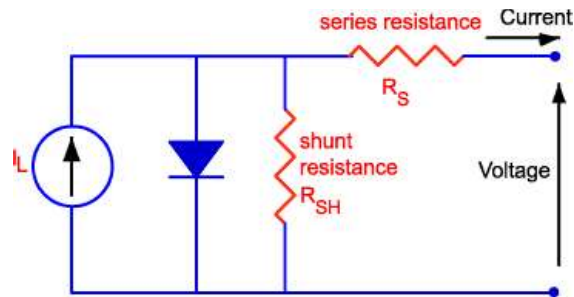 series resistance
Current
R_S
I_L
shunt
resistance
R_SH
Voltage